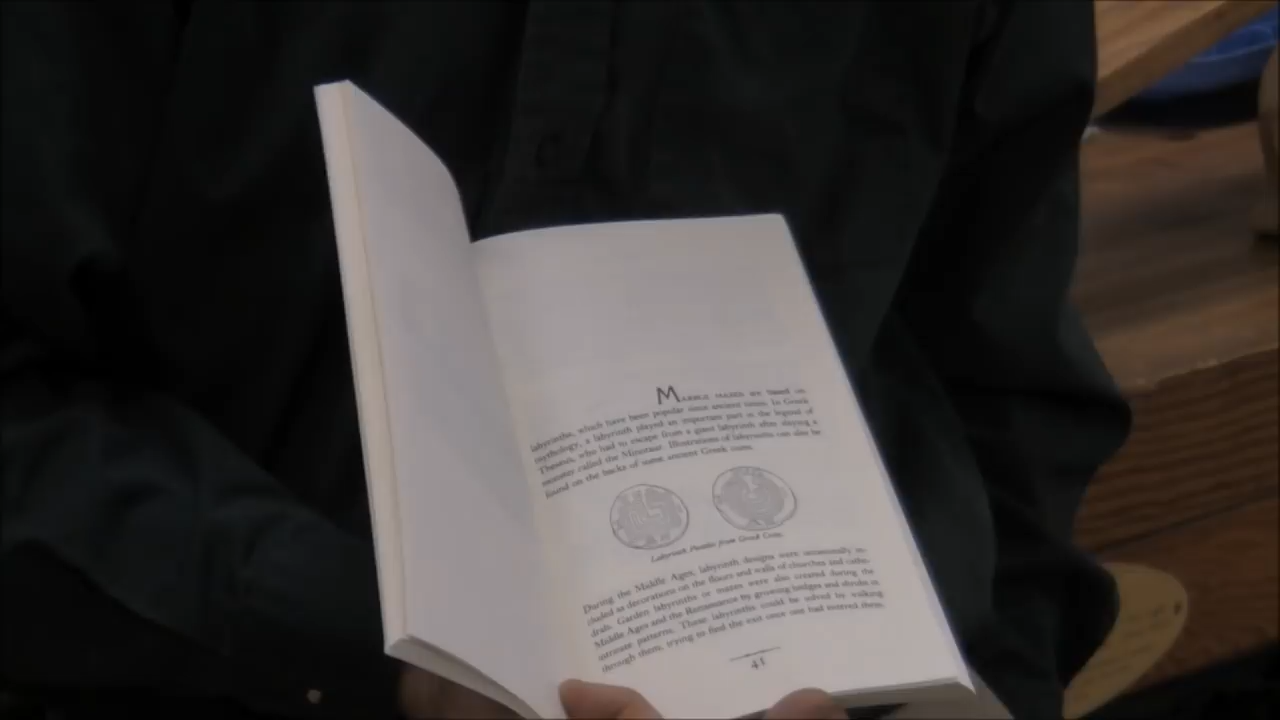 MARBLE MAZES are based on
labyrinths, which have been popular since ancient times. In Greek
mythology, a labyrinth played an important part in the legend of
Theseus, who had to escape from a giant labyrinth after slaying a
monster called the Minotaur. Illustrations of labyrinths can also be
found on the backs of some ancient Greek coins.
Labyrinth Puzzles from Greek Coins.
During the Middle Ages, labyrinth designs were occasionally in-
cluded as decorations on the floors and walls of churches and cathe-
drals. Garden labyrinths or mazes were also created during the
Middle Ages and the Renaissance by growing hedges and shrubs in
intricate patterns. These labyrinths could be solved by walking
through them, trying to find the exit once one had entered them.
41